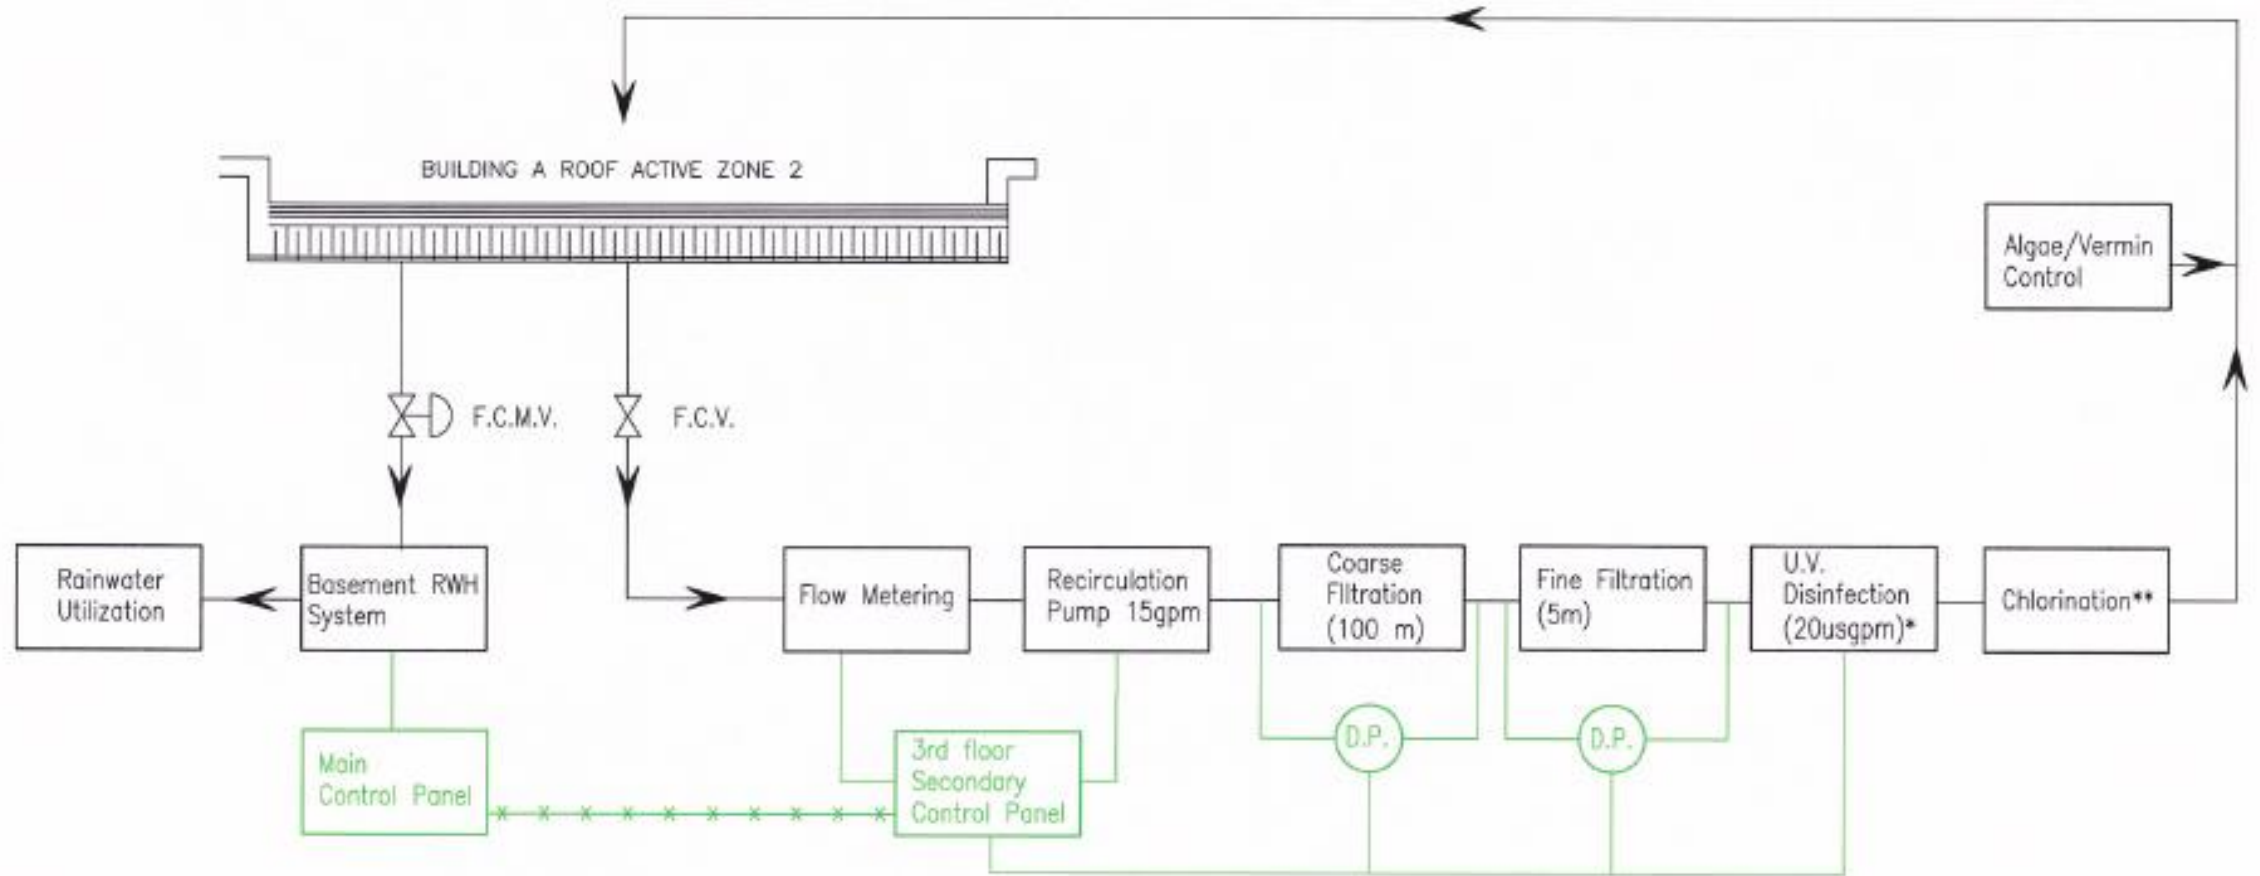 BUILDING A ROOF ACTIVE ZONE 2
Algae/Vermin
Control
F.C.M.V.
F.C.V.
Rainwater
Utilization
Basement RWH
System
Flow Metering
Recirculation
Pump 15gpm
Coarse
FIltration
(100 m)
Fine Filtration
(5m)
U.V.
Disinfection
(20usgpm)*
Chlorination**
Main
Control Panel
3rd floor
Secondary
Control Panel
D.P.
D.P.